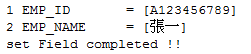 1 EMP_ID       = [A123456789]
2 EMP_NAME     = [張一]
set Field completed !!